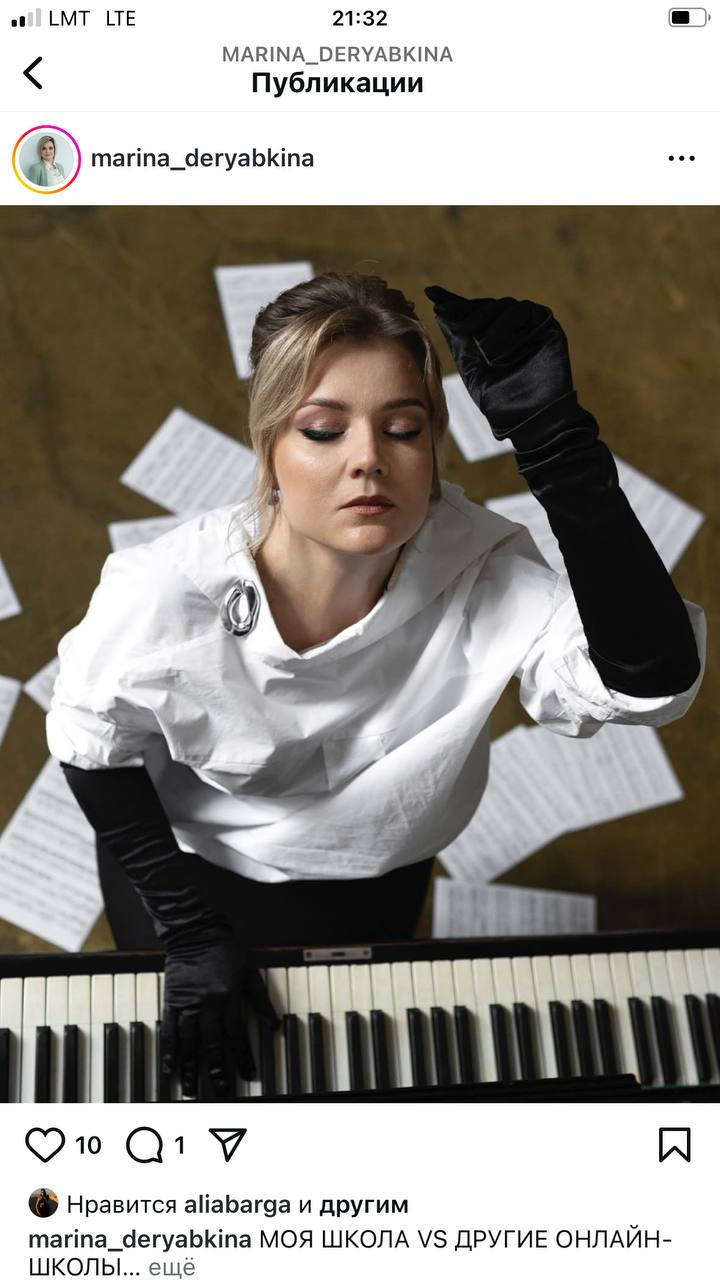 LMT LTE 21:32
MARINA_DERYABKINA
Публикации
marina_deryabkina
10 1
Нравится aliabarga и другим
marina_deryabkina МОЯ ШКОЛА VS ДРУГИЕ ОНЛАЙН-
ШКОЛЫ... ещё